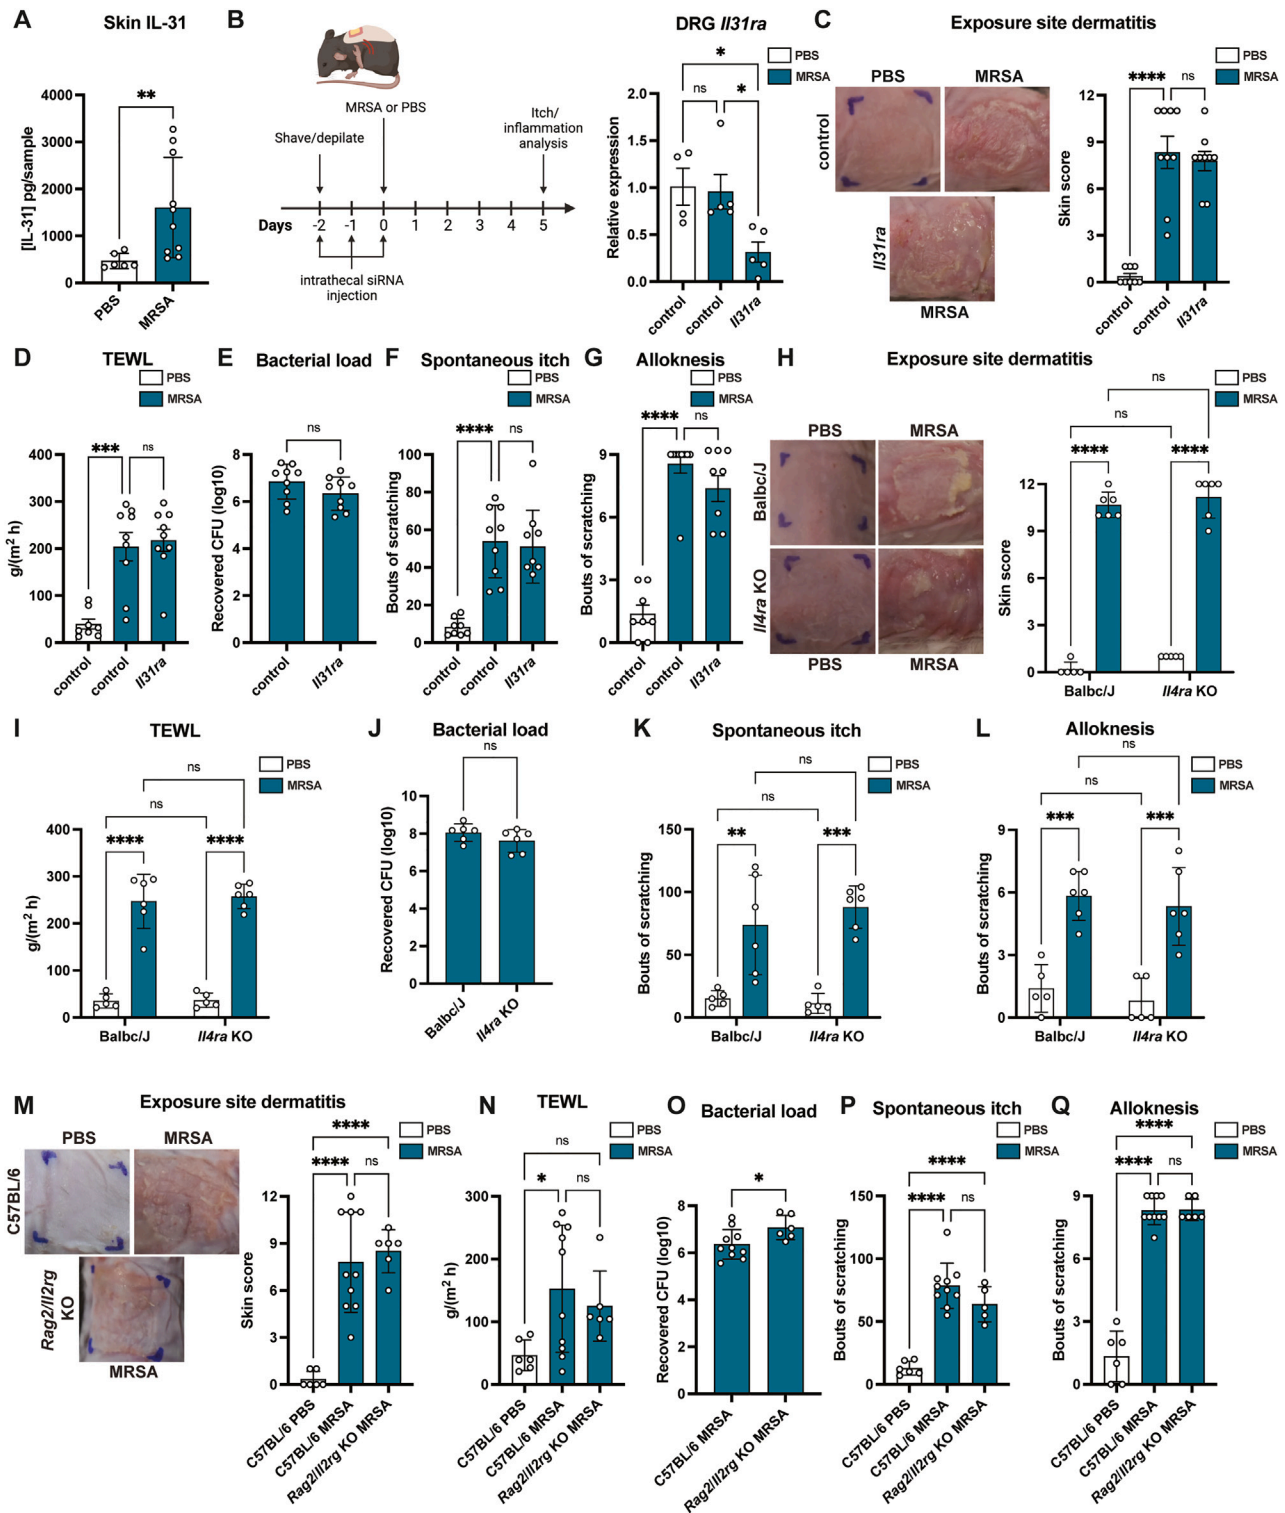 A
Skin IL-31
[IL-31] pg/sample
4000
3000
2000
1000
0
**
PBS
MRSA
B
MRSA or PBS
Shave/depilate
Itch/
inflammation
analysis
Days
-2 -1 0 1 2 3 4 5
intrathecal siRNA
injection
DRG Il31ra
PBS
MRSA
Relative expression
2.0
1.5
1.0
0.5
0.0
*
ns
*
control
control
Il31ra
C
Exposure site dermatitis
PBS
MRSA
control
Il31ra
MRSA
PBS
MRSA
Skin score
12
9
6
3
0
****
ns
control
control
Il31ra
D
TEWL
PBS
MRSA
g/(m² h)
400
300
200
100
0
***
ns
control
control
Il31ra
E
Bacterial load
Recovered CFU (log10)
8
6
4
2
0
ns
control
Il31ra
F
Spontaneous itch
PBS
MRSA
Bouts of scratching
100
80
60
40
20
0
****
ns
control
control
Il31ra
G
Alloknesis
PBS
MRSA
Bouts of scratching
9
6
3
0
****
ns
control
control
Il31ra
H
Exposure site dermatitis
PBS
MRSA
Balbc/J
Il4ra KO
PBS
MRSA
PBS
MRSA
Skin score
12
9
6
3
0
ns
ns
****
****
Balbc/J
Il4ra KO
I
TEWL
PBS
MRSA
g/(m² h)
400
300
200
100
0
ns
ns
****
****
Balbc/J
Il4ra KO
J
Bacterial load
Recovered CFU (log10)
10
8
6
4
2
0
ns
Balbc/J
Il4ra KO
K
Spontaneous itch
PBS
MRSA
Bouts of scratching
150
100
50
0
ns
ns
**
***
Balbc/J
Il4ra KO
L
Alloknesis
PBS
MRSA
Bouts of scratching
9
6
3
0
ns
ns
***
***
Balbc/J
Il4ra KO
M
Exposure site dermatitis
PBS
MRSA
C57BL/6
Rag2/Il2rg
KO
MRSA
PBS
MRSA
Skin score
12
9
6
3
0
****
****
ns
C57BL/6 PBS
C57BL/6 MRSA
Rag2/Il2rg KO MRSA
N
TEWL
PBS
MRSA
g/(m² h)
300
200
100
0
ns
*
ns
C57BL/6 PBS
C57BL/6 MRSA
Rag2/Il2rg KO MRSA
O
Bacterial load
Recovered CFU (log10)
8
6
4
2
0
*
C57BL/6 MRSA
Rag2/Il2rg KO MRSA
P
Spontaneous itch
PBS
MRSA
Bouts of scratching
150
100
50
0
****
****
ns
C57BL/6 PBS
C57BL/6 MRSA
Rag2/Il2rg KO MRSA
Q
Alloknesis
PBS
MRSA
Bouts of scratching
9
6
3
0
****
****
ns
C57BL/6 PBS
C57BL/6 MRSA
Rag2/Il2rg KO MRSA